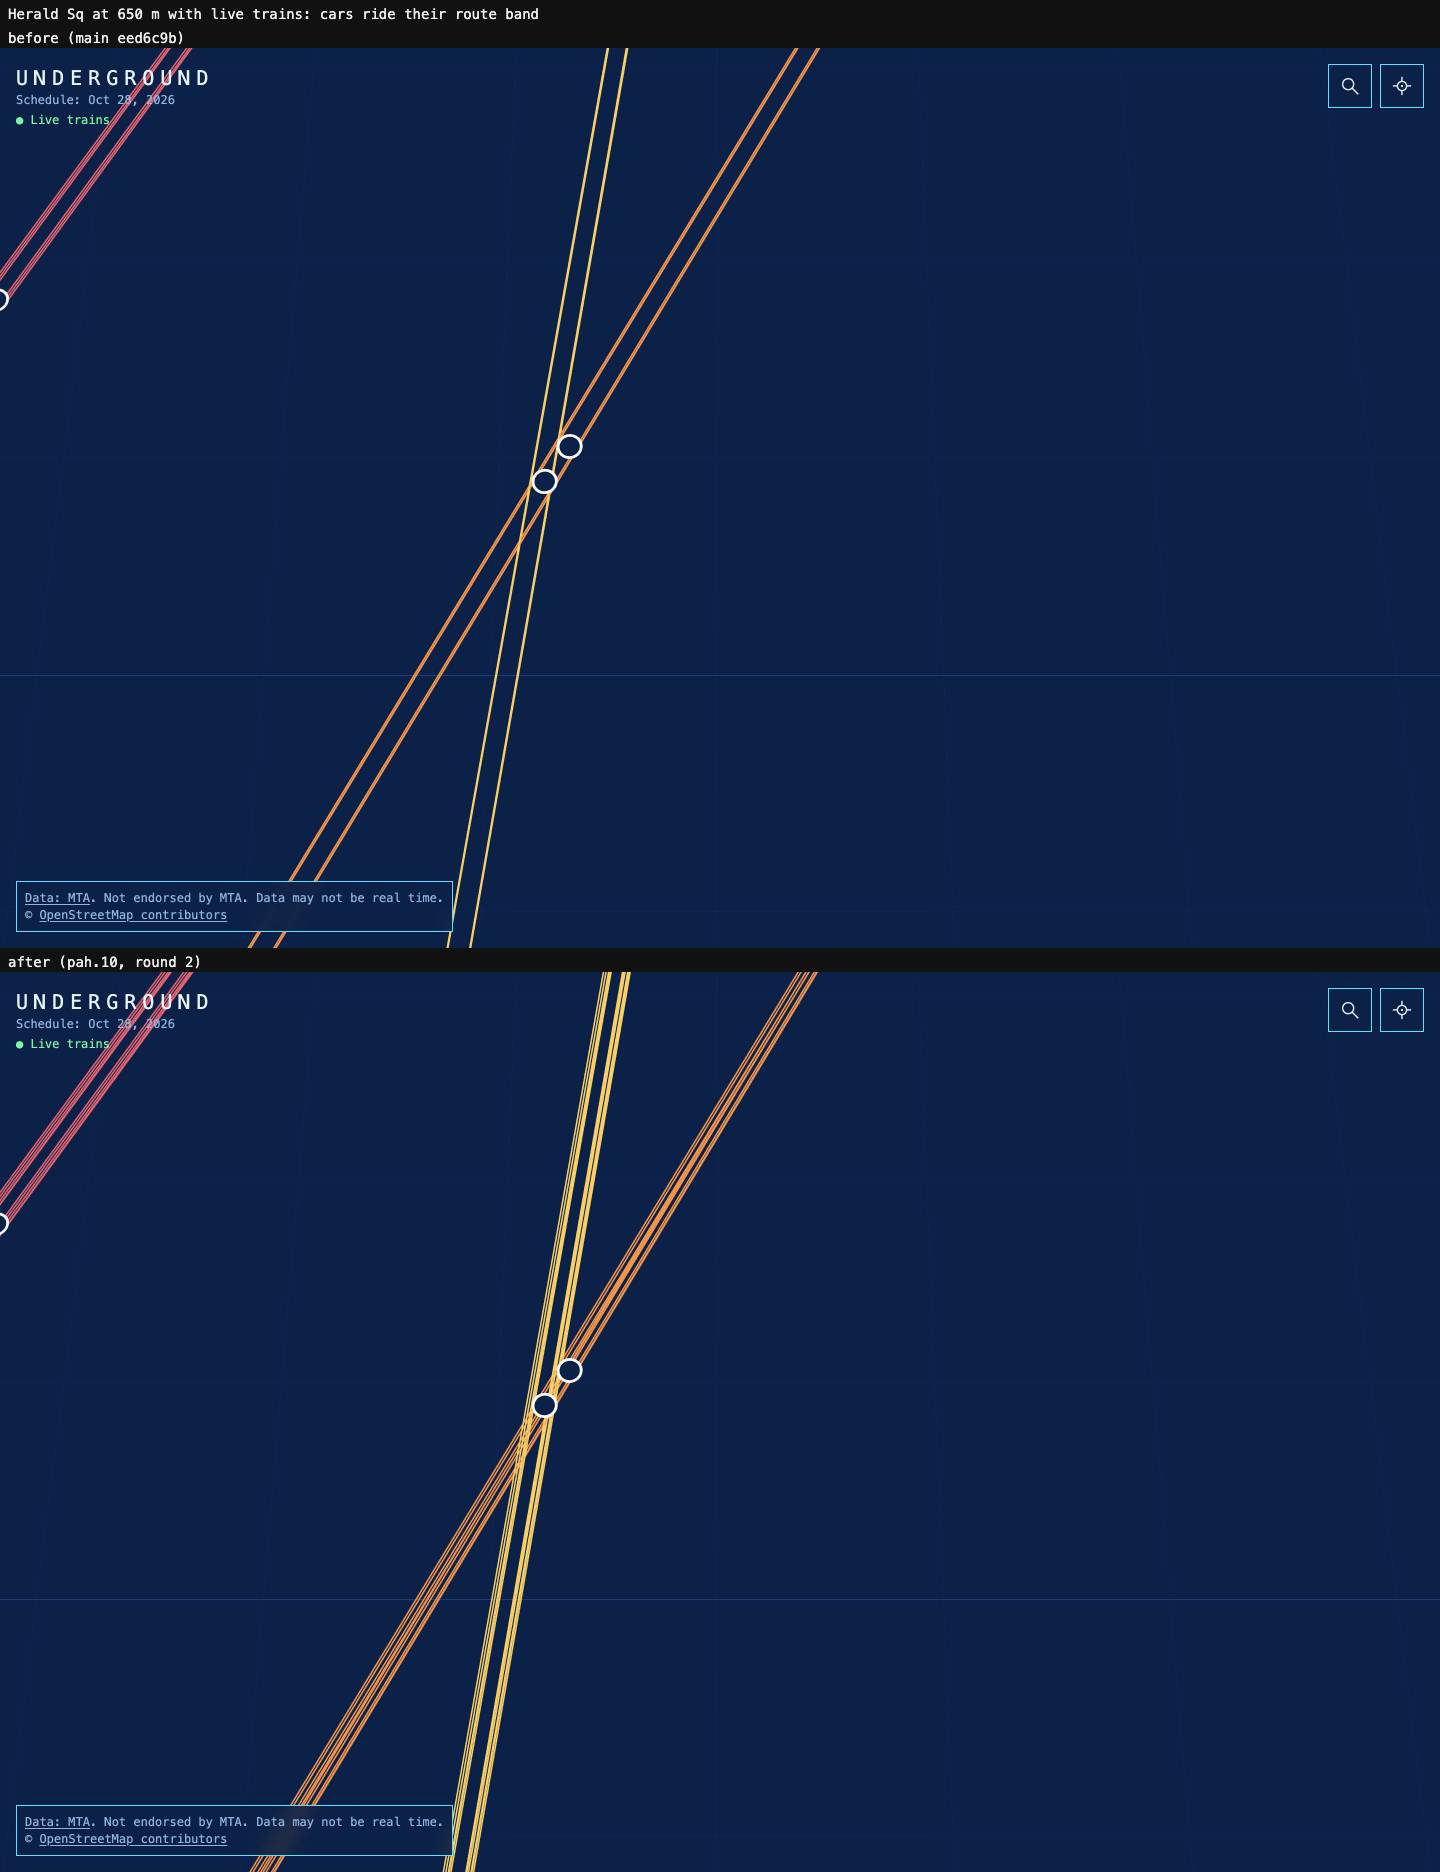 Herald Sq at 650 m with live trains: cars ride their route band
before (main eed6c9b)
UNDERGROUND
Schedule: Oct 28, 2026
● Live trains
Data: MTA. Not endorsed by MTA. Data may not be real time.
© OpenStreetMap contributors
after (pah.10, round 2)
UNDERGROUND
Schedule: Oct 28, 2026
● Live trains
Data: MTA. Not endorsed by MTA. Data may not be real time.
© OpenStreetMap contributors